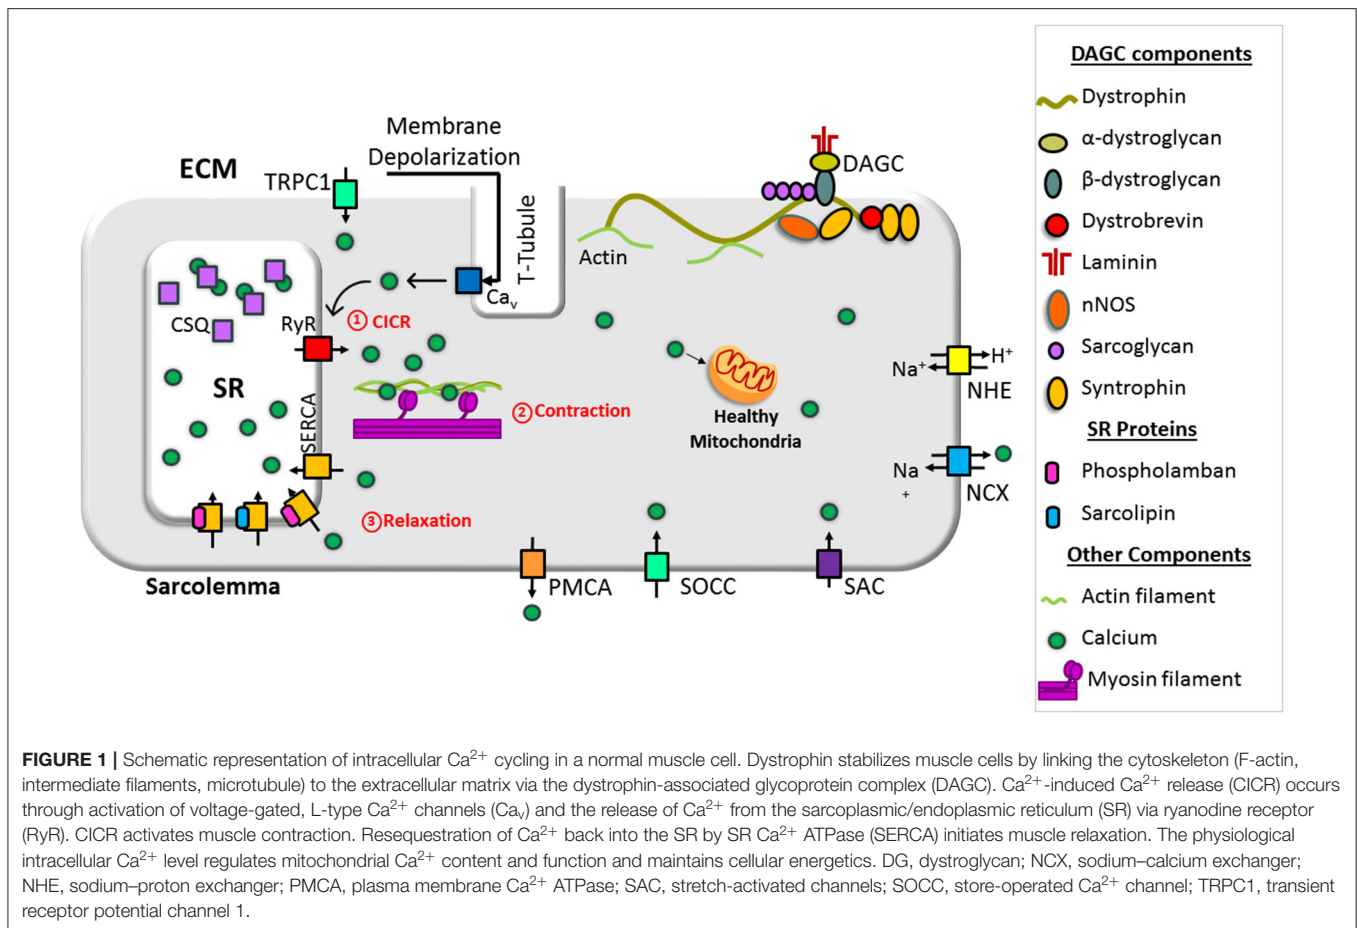 ECM
TRPC1
Membrane
Depolarization
T-Tubule
Ca_v
DAGC
Actin
CSQ
RyR
① CICR
SR
SERCA
② Contraction
③ Relaxation
Healthy
Mitochondria
Na⁺
H⁺
NHE
Na
+
NCX
Sarcolemma
PMCA
SOCC
SAC
DAGC components
Dystrophin
α-dystroglycan
β-dystroglycan
Dystrobrevin
Laminin
nNOS
Sarcoglycan
Syntrophin
SR Proteins
Phospholamban
Sarcolipin
Other Components
Actin filament
Calcium
Myosin filament
FIGURE 1 | Schematic representation of intracellular Ca²⁺ cycling in a normal muscle cell. Dystrophin stabilizes muscle cells by linking the cytoskeleton (F-actin,
intermediate filaments, microtubule) to the extracellular matrix via the dystrophin-associated glycoprotein complex (DAGC). Ca²⁺-induced Ca²⁺ release (CICR) occurs
through activation of voltage-gated, L-type Ca²⁺ channels (Ca_v) and the release of Ca²⁺ from the sarcoplasmic/endoplasmic reticulum (SR) via ryanodine receptor
(RyR). CICR activates muscle contraction. Resequestration of Ca²⁺ back into the SR by SR Ca²⁺ ATPase (SERCA) initiates muscle relaxation. The physiological
intracellular Ca²⁺ level regulates mitochondrial Ca²⁺ content and function and maintains cellular energetics. DG, dystroglycan; NCX, sodium–calcium exchanger;
NHE, sodium–proton exchanger; PMCA, plasma membrane Ca²⁺ ATPase; SAC, stretch-activated channels; SOCC, store-operated Ca²⁺ channel; TRPC1, transient
receptor potential channel 1.